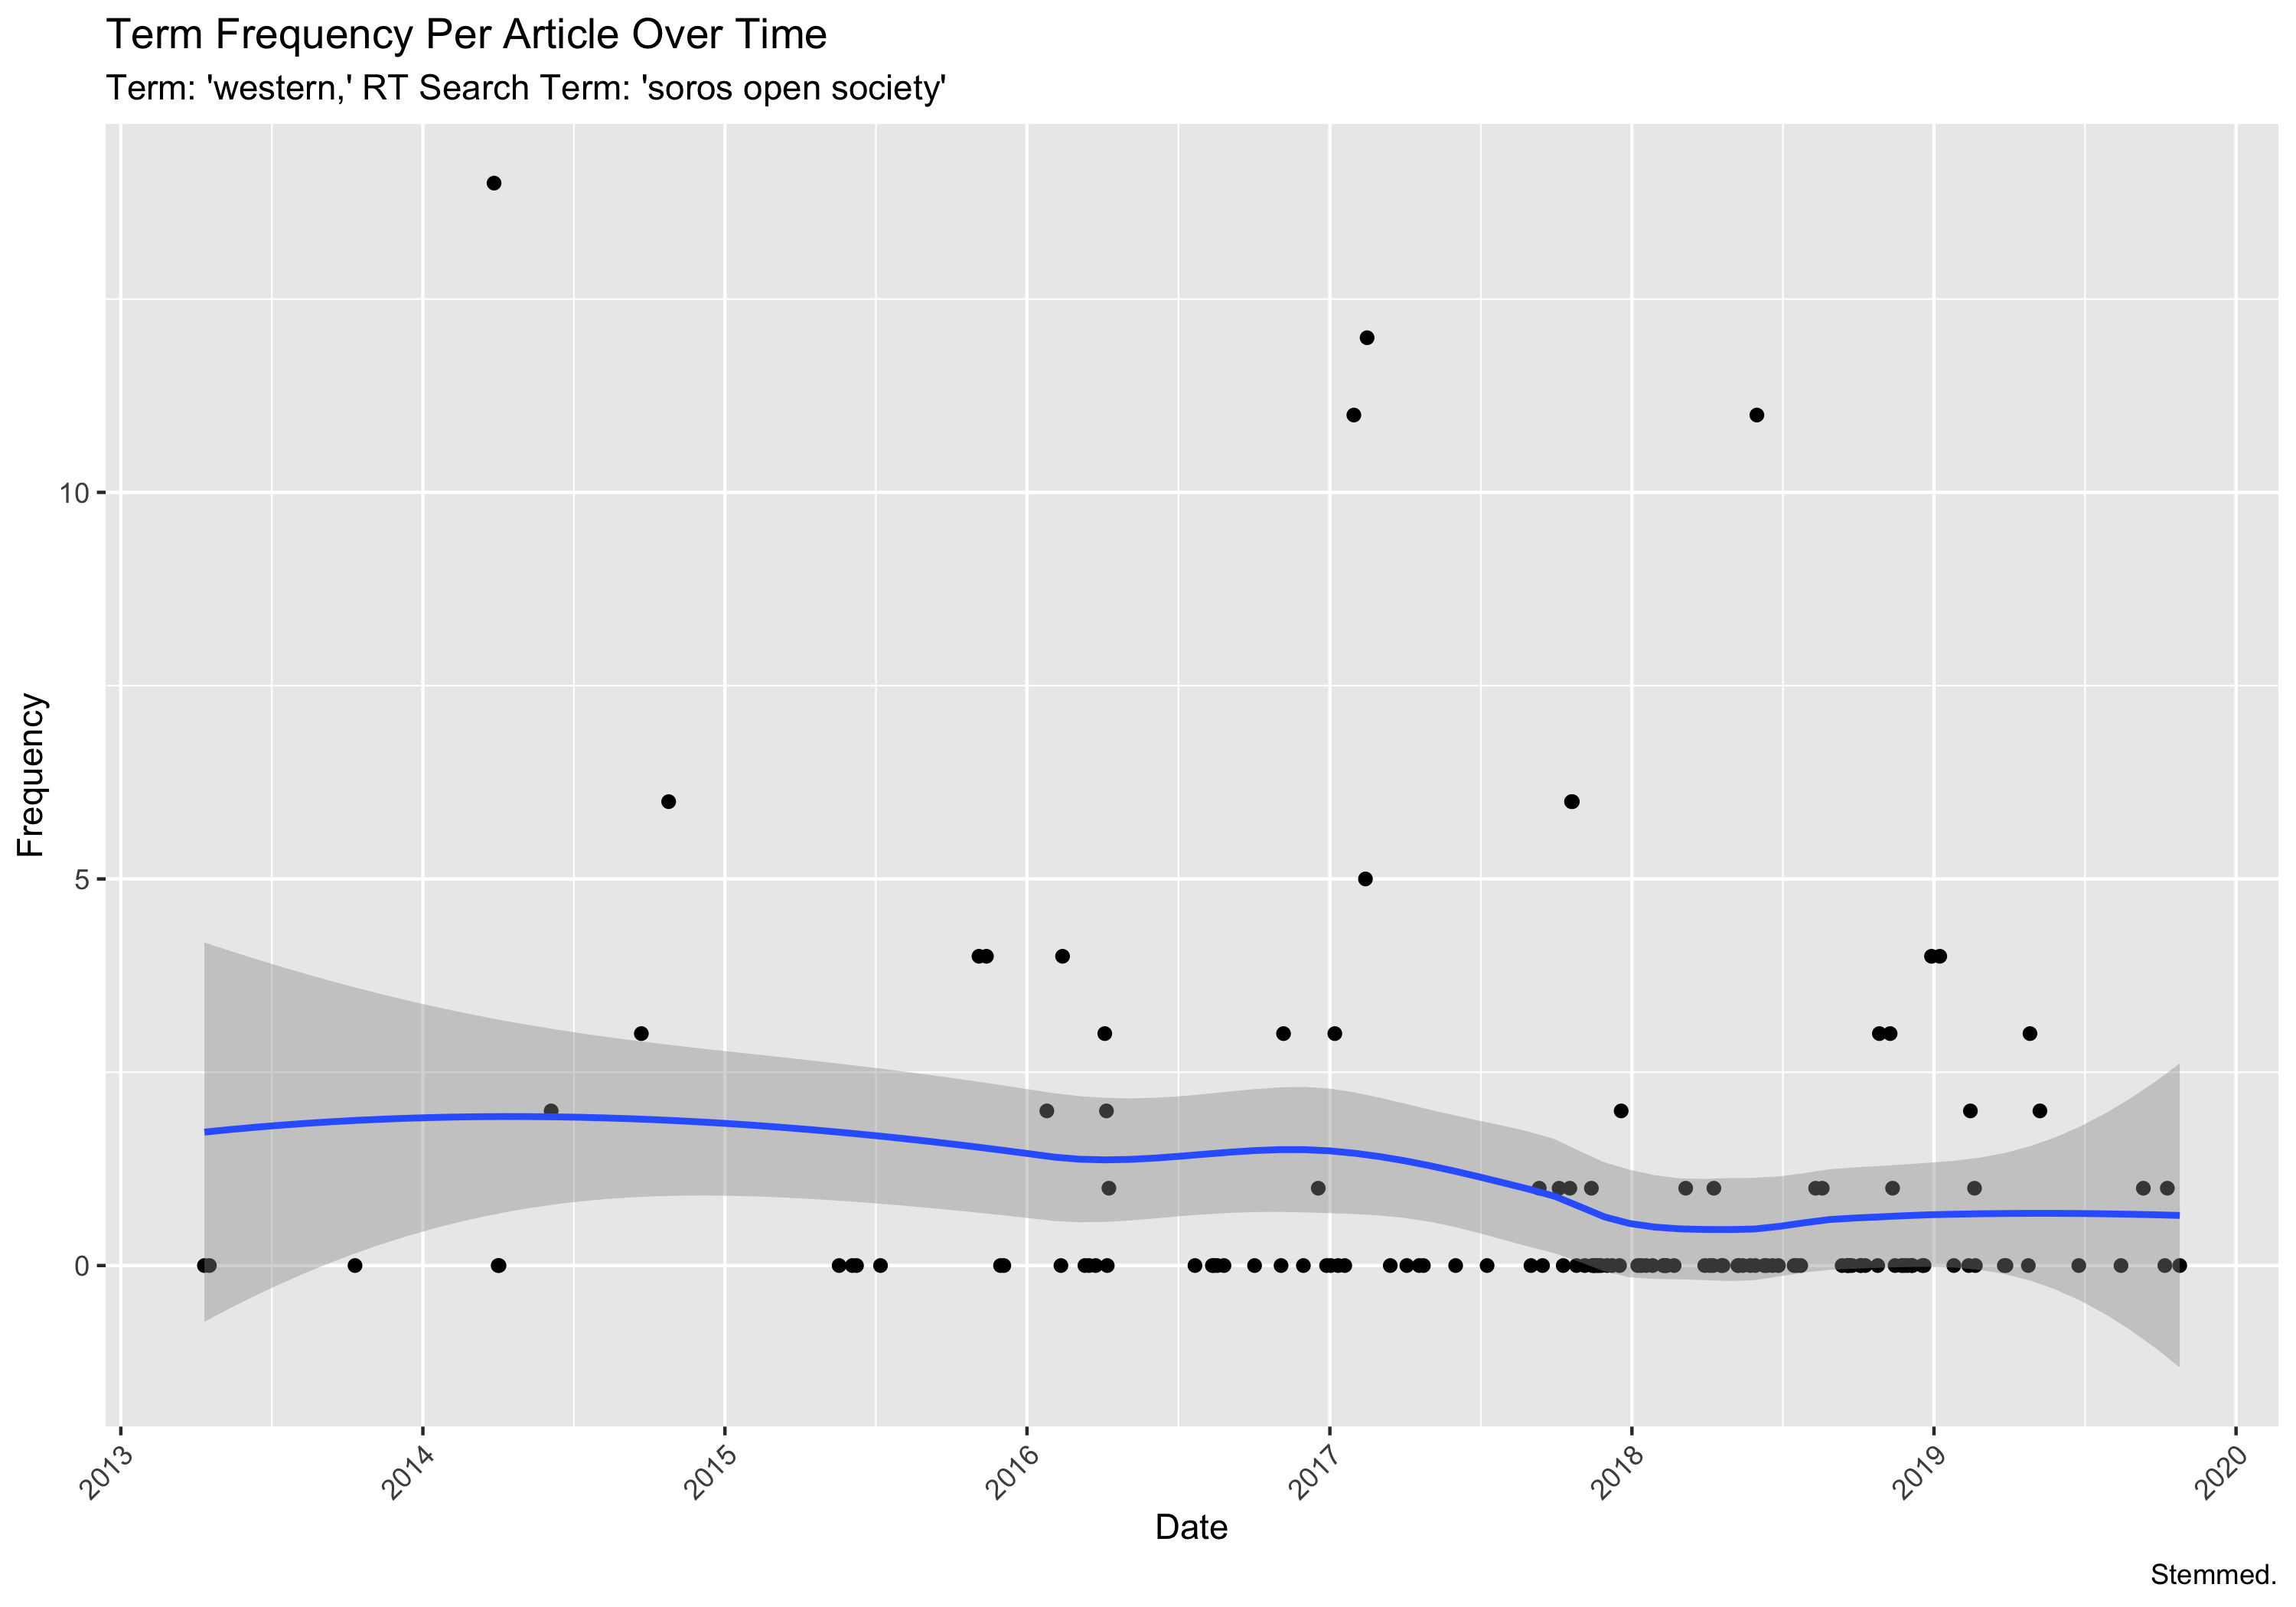 Term Frequency Per Article Over Time
Term: 'western,' RT Search Term: 'soros open society'
Frequency
10
5
0
2013
2014
2015
2016
2017
2018
2019
2020
Date
Stemmed.